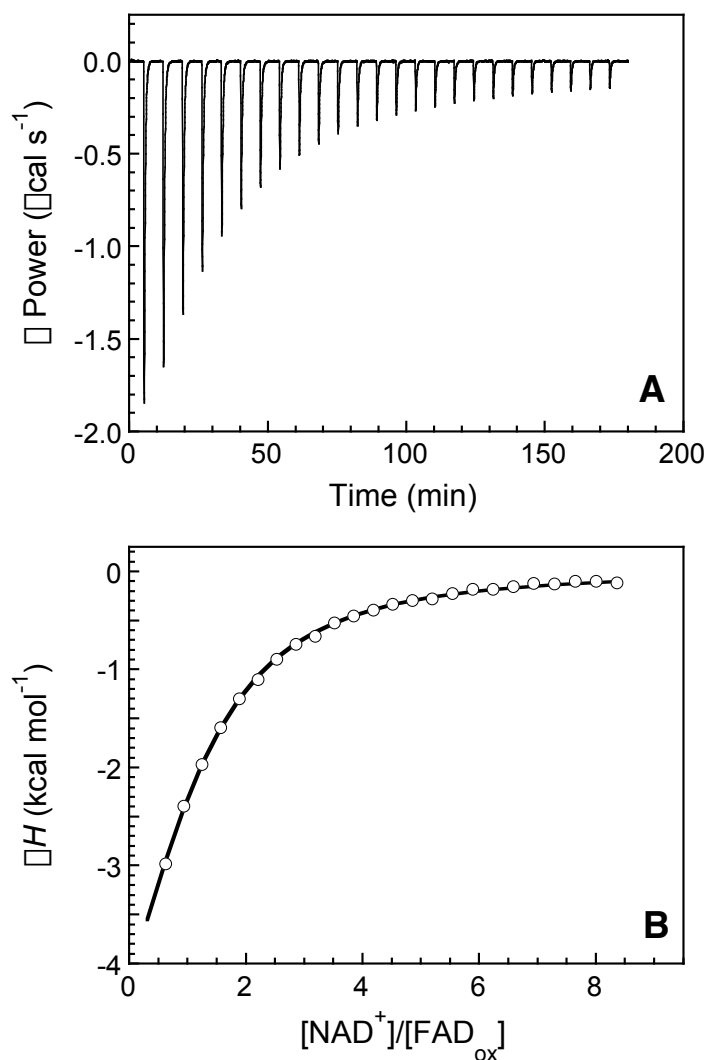 0.0
-0.5
-1.0
-1.5
-2.0
□ Power (□cal s⁻¹)
A
0 50 100 150 200
Time (min)
0
-1
-2
-3
-4
□H (kcal mol⁻¹)
B
0 2 4 6 8
[NAD⁺]/[FADₒₓ]